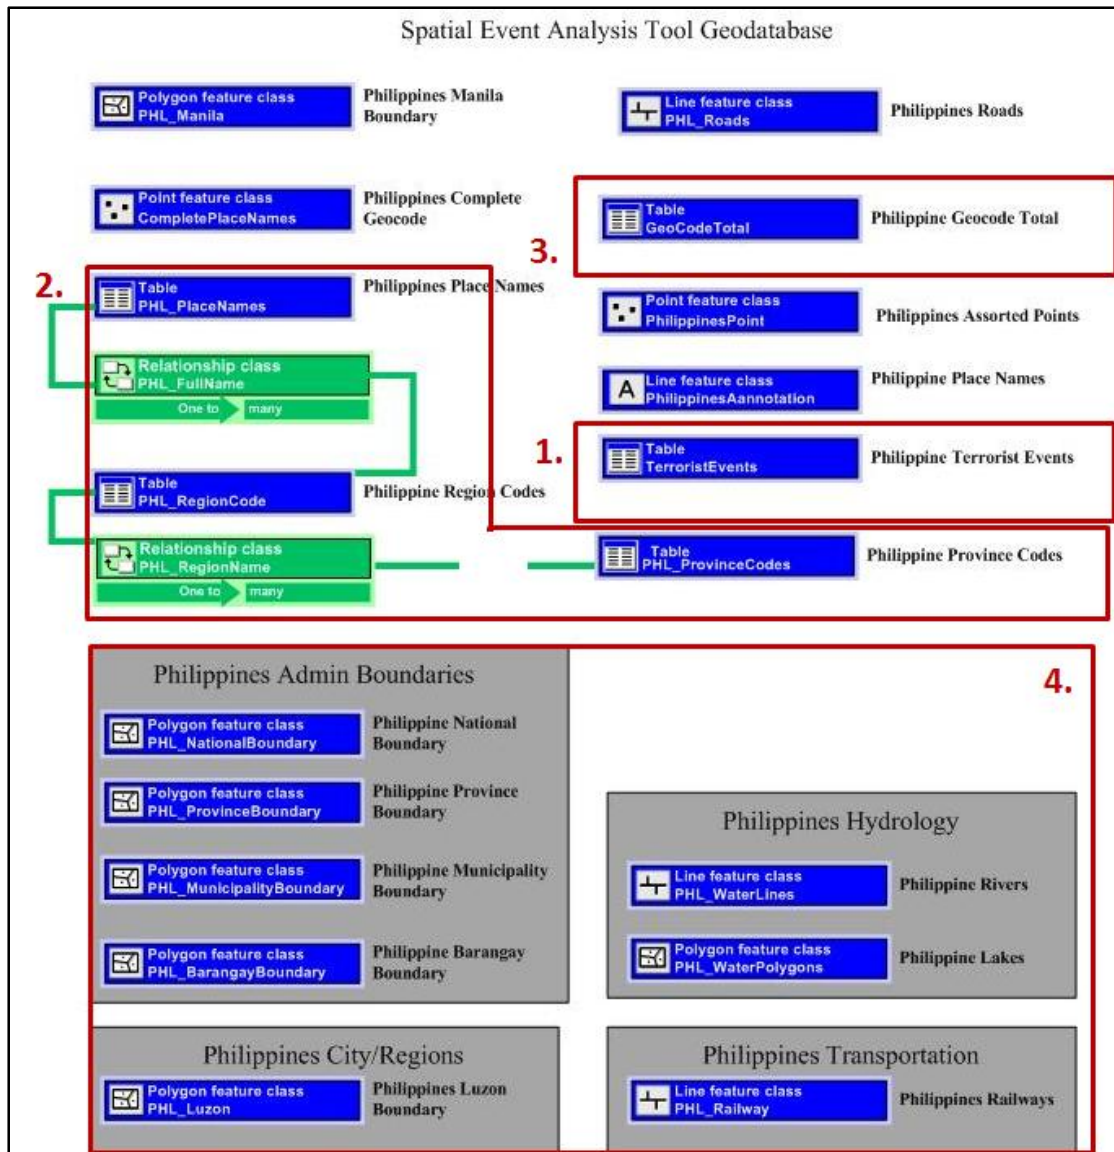 Spatial Event Analysis Tool Geodatabase
Polygon feature class
PHL_Manila
Philippines Manila
Boundary
Line feature class
PHL_Roads
Philippines Roads
Point feature class
CompletePlaceNames
Philippines Complete
Geocode
Table
GeoCodeTotal
Philippine Geocode Total
3.
2.
Table
PHL_PlaceNames
Philippines Place Names
Point feature class
PhilippinesPoint
Philippines Assorted Points
Relationship class
PHL_FullName
One to many
Line feature class
PhilippinesAannotation
Philippine Place Names
A
1.
Table
TerroristEvents
Philippine Terrorist Events
Table
PHL_RegionCode
Philippine Region Codes
Relationship class
PHL_RegionName
One to many
Table
PHL_ProvinceCodes
Philippine Province Codes
4.
Philippines Admin Boundaries
Polygon feature class
PHL_NationalBoundary
Philippine National
Boundary
Polygon feature class
PHL_ProvinceBoundary
Philippine Province
Boundary
Polygon feature class
PHL_MunicipalityBoundary
Philippine Municipality
Boundary
Polygon feature class
PHL_BarangayBoundary
Philippine Barangay
Boundary
Philippines Hydrology
Line feature class
PHL_WaterLines
Philippine Rivers
Polygon feature class
PHL_WaterPolygons
Philippine Lakes
Philippines City/Regions
Polygon feature class
PHL_Luzon
Philippines Luzon
Boundary
Philippines Transportation
Line feature class
PHL_Railway
Philippines Railways